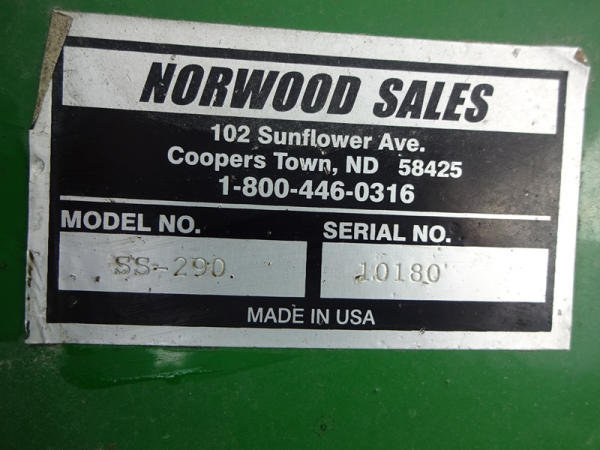 NORWOOD SALES
102 Sunflower Ave.
Coopers Town, ND 58425
1-800-446-0316
MODEL NO. SERIAL NO.
SS-290 10180
MADE IN USA